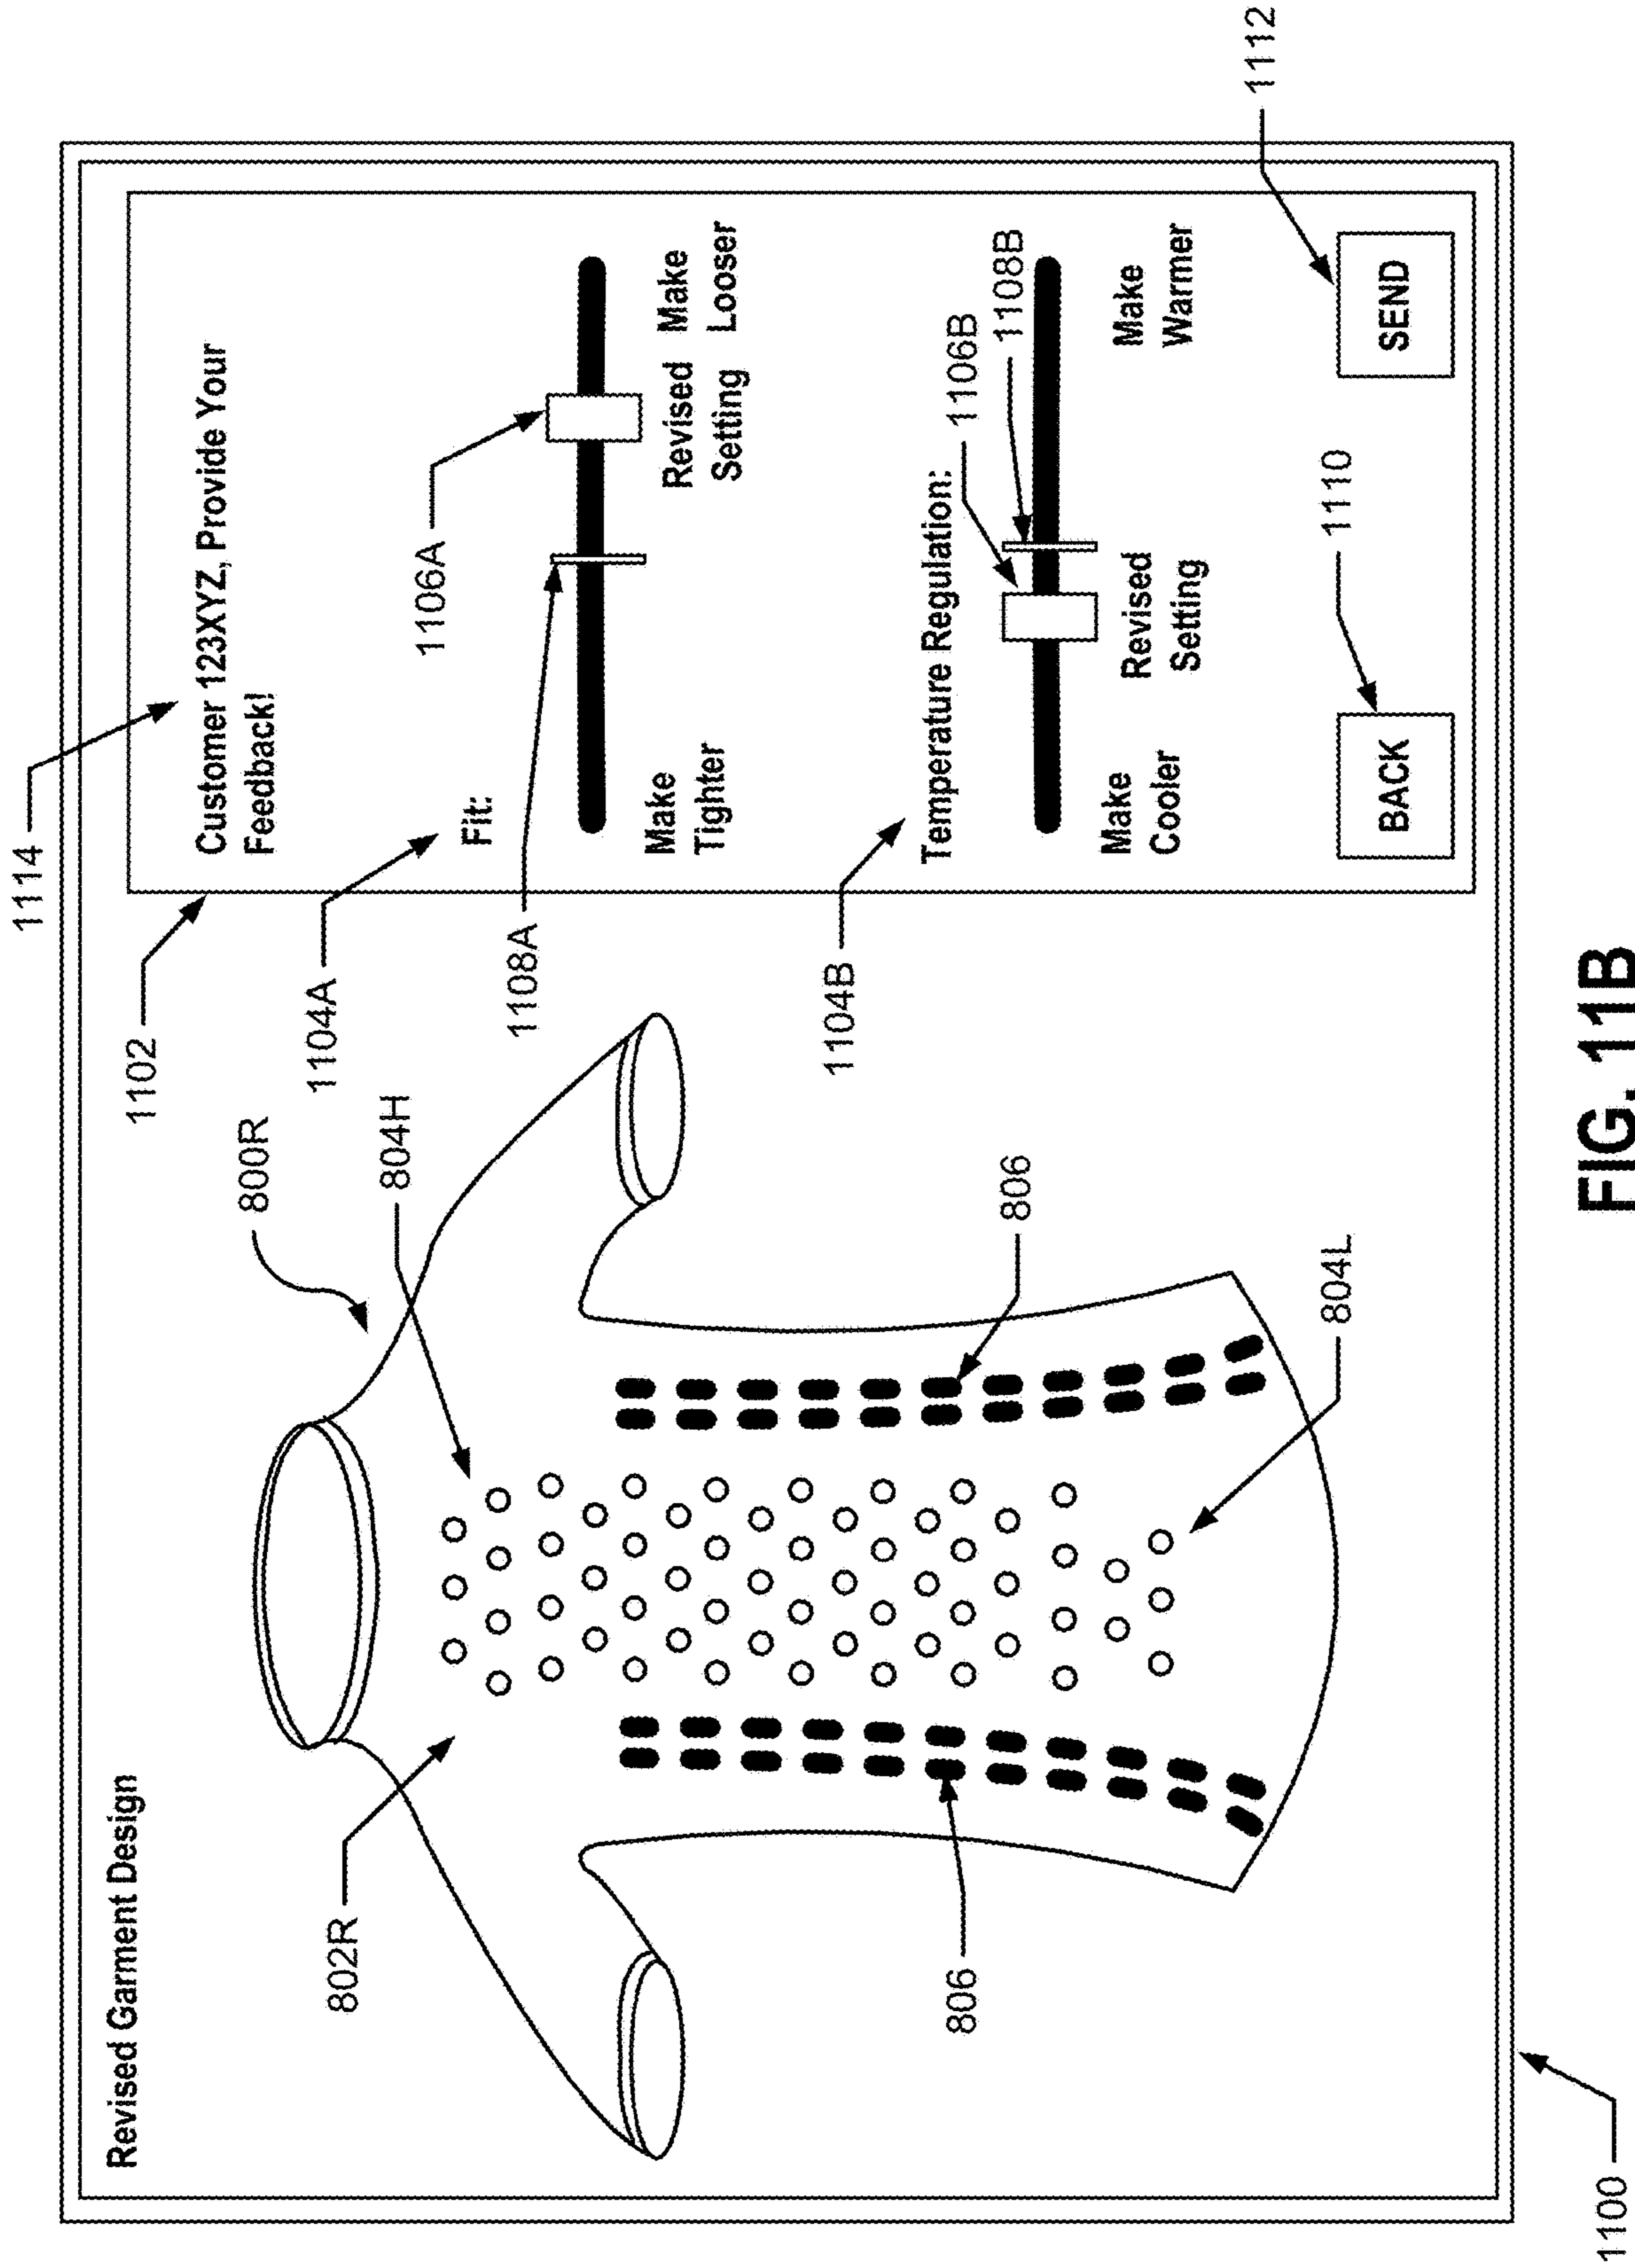 Revised Garment Design
1114
1102
Customer 123XYZ, Provide Your
Feedback!
800R
1104A
804H
802R
1106A
Fit:
1108A
Make
Tighter
Revised
Setting
Make
Looser
1104B
Temperature Regulation:
1106B
1108B
806
806
Make
Cooler
Revised
Setting
Make
Warmer
804L
1110
1112
BACK
SEND
1100
FIG. 11B